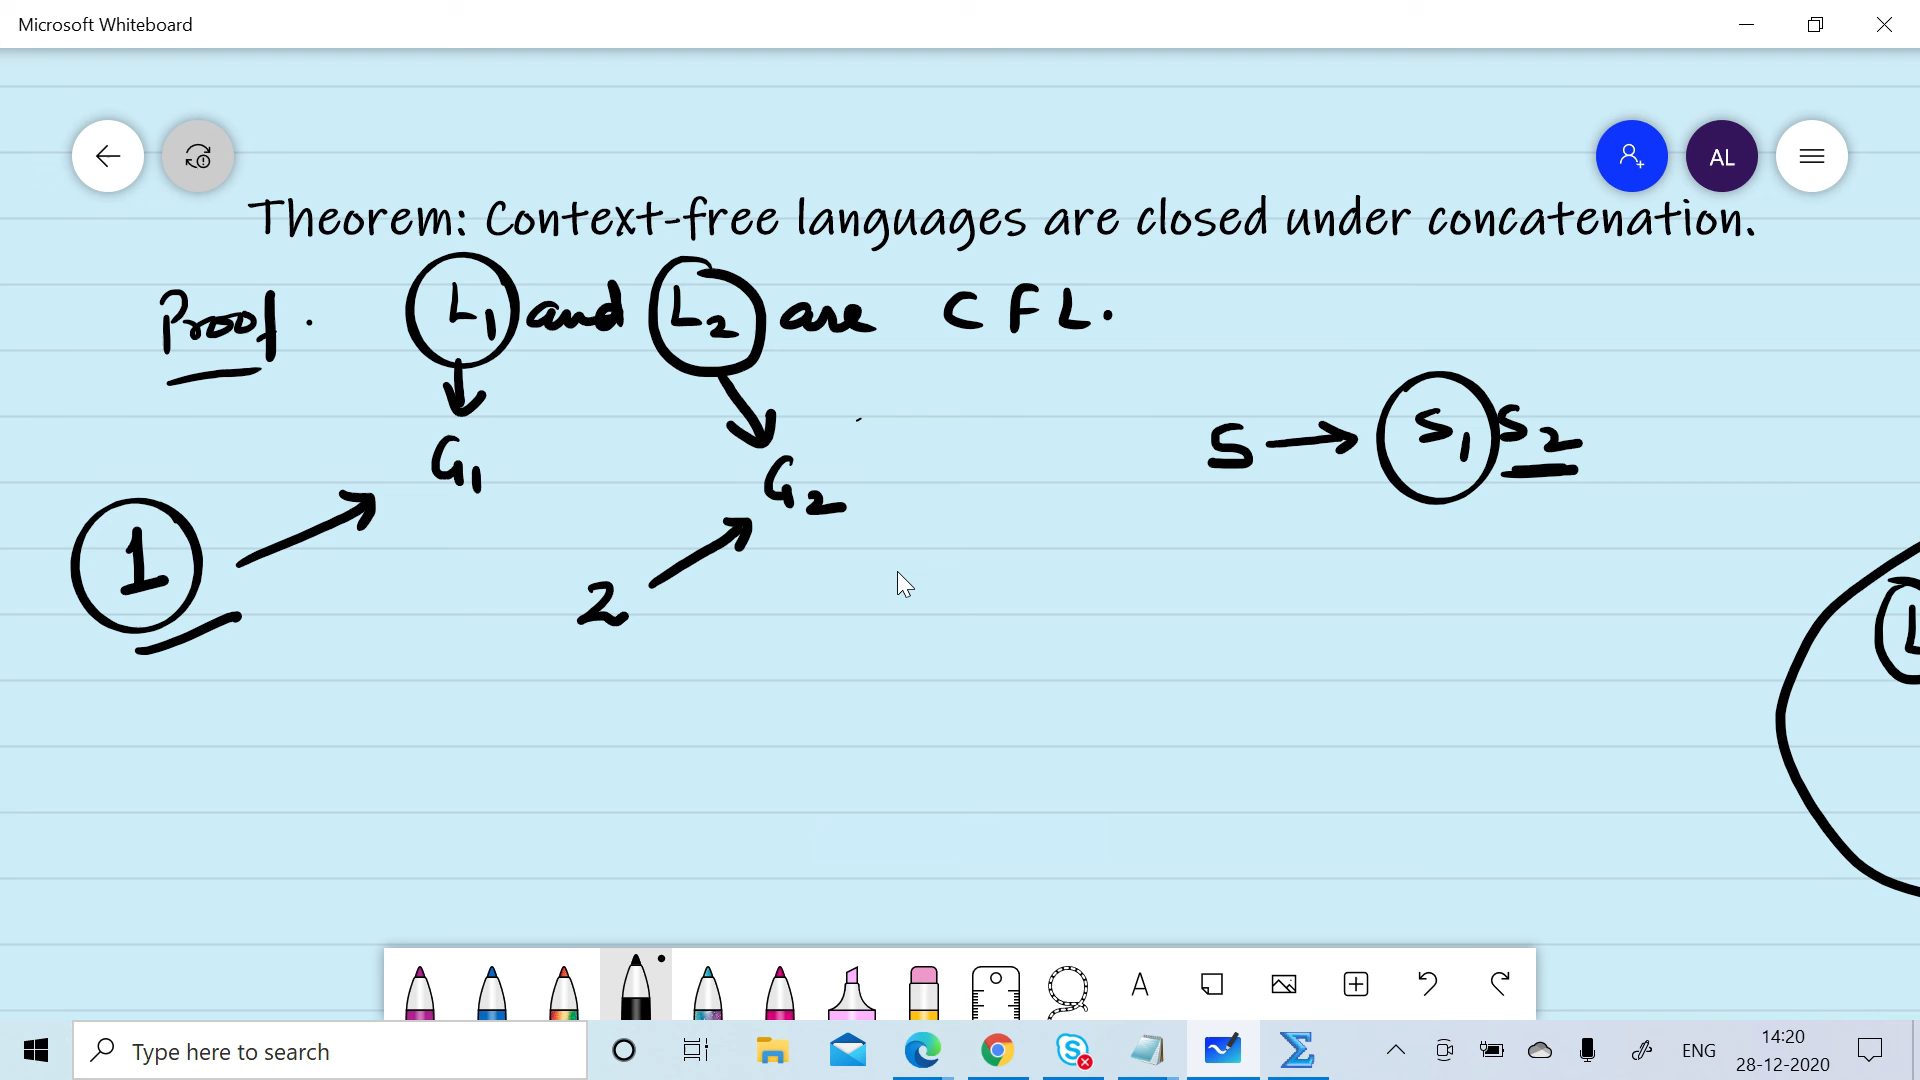 Microsoft Whiteboard
AL
Theorem: Context-free languages are closed under concatenation.
Proof. L1 and L2 are CFL.
S → S1S2
G1
G2
1
2
L
A
Type here to search
ENG
14:20
28-12-2020